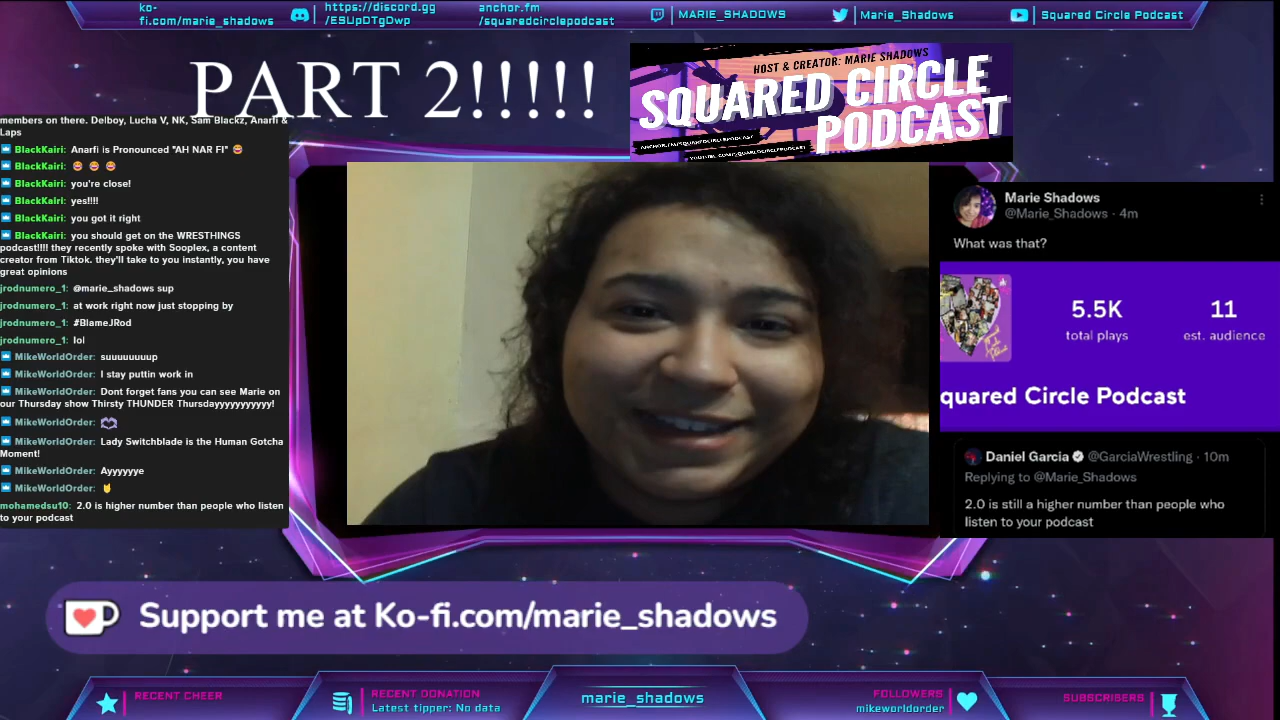 ko-
fi.com/marie_shadows
https://discord.gg
/ESUpDTgDwp
anchor.fm
/squaredcirclepodcast
MARIE_SHADOWS
Marie_Shadows
Squared Circle Podcast
PART 2!!!!!
HOST & CREATOR: MARIE SHADOWS
SQUARED CIRCLE
PODCAST
ANCHOR.FM/SQUAREDCIRCLEPODCAST
YOUTUBE.COM/SQUAREDCIRCLEPODCAST
members on there. Delboy, Lucha V, NK, Sam Blackz, Anarfi &
Laps
BlackKairi: Anarfi is Pronounced "AH NAR FI"
BlackKairi:
BlackKairi: you're close!
BlackKairi: yes!!!!
BlackKairi: you got it right
BlackKairi: you should get on the WRESTHINGS
podcast!!!! they recently spoke with Sooplex, a content
creator from Tiktok. they'll take to you instantly, you have
great opinions
jrodnumero_1: @marie_shadows sup
jrodnumero_1: at work right now just stopping by
jrodnumero_1: #BlameJRod
jrodnumero_1: lol
MikeWorldOrder: suuuuuuuup
MikeWorldOrder: I stay puttin work in
MikeWorldOrder: Dont forget fans you can see Marie on
our Thursday show Thirsty THUNDER Thursdayyyyyyyyyy!
MikeWorldOrder:
MikeWorldOrder: Lady Switchblade is the Human Gotcha
Moment!
MikeWorldOrder: Ayyyyyye
MikeWorldOrder:
mohamedsu10: 2.0 is higher number than people who listen
to your podcast
Marie Shadows
@Marie_Shadows · 4m
What was that?
5.5K
11
total plays
est. audience
quared Circle Podcast
Daniel Garcia @GarciaWrestling · 10m
Replying to @Marie_Shadows
2.0 is still a higher number than people who
listen to your podcast
Support me at Ko-fi.com/marie_shadows
RECENT CHEER
RECENT DONATION
Latest tipper: No data
marie_shadows
FOLLOWERS
mikeworldorder
SUBSCRIBERS